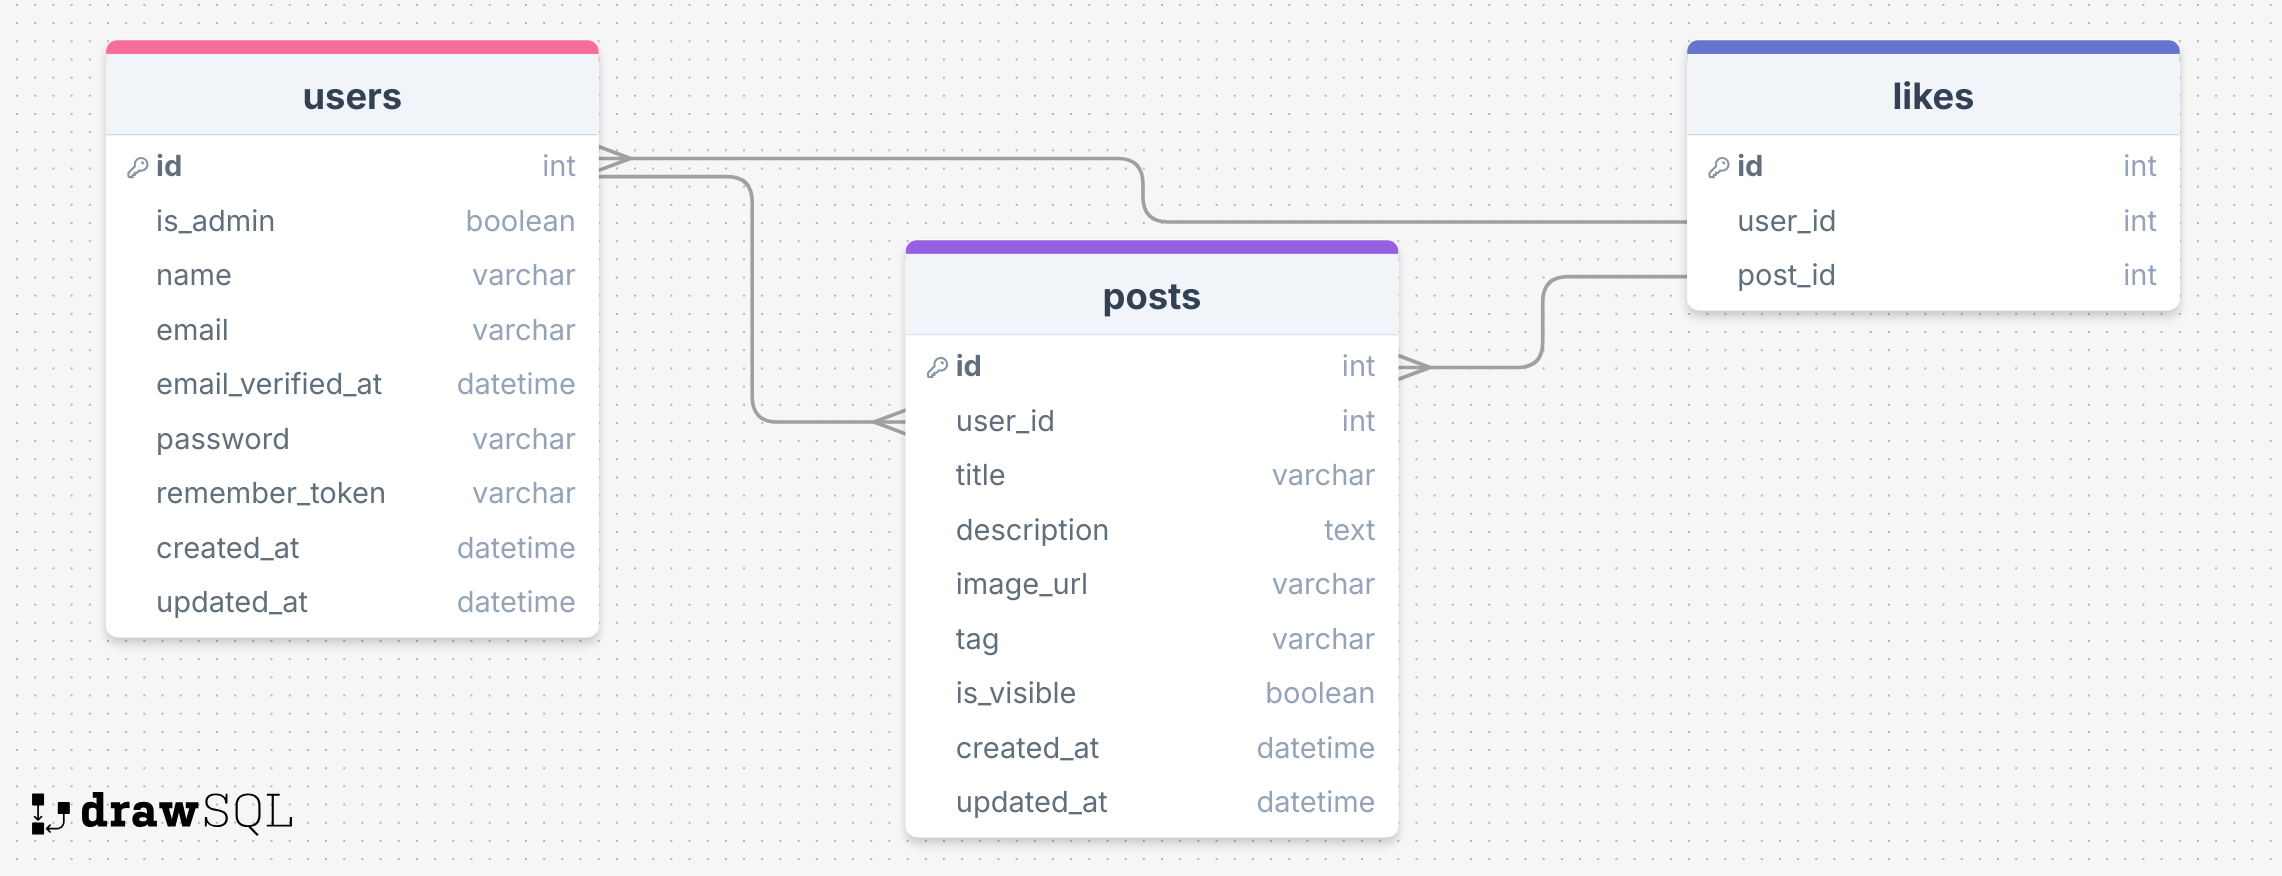 users
id int
is_admin boolean
name varchar
email varchar
email_verified_at datetime
password varchar
remember_token varchar
created_at datetime
updated_at datetime
posts
id int
user_id int
title varchar
description text
image_url varchar
tag varchar
is_visible boolean
created_at datetime
updated_at datetime
likes
id int
user_id int
post_id int
drawSQL